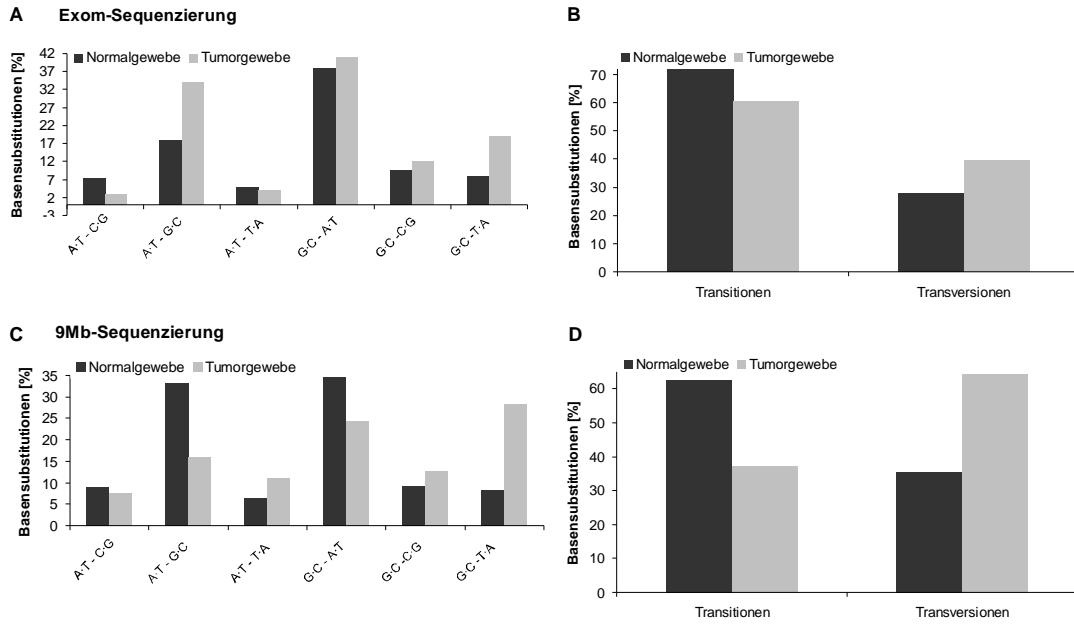 A Exom-Sequenzierung
Basensubstitutionen [%]
Normalgewebe Tumorgewebe
42
37
32
27
22
17
12
7
2
-3
A·T - C·G
A·T - G·C
A·T - T·A
G·C - A·T
G·C -C·G
G·C -T·A
B
Basensubstitutionen [%]
Normalgewebe Tumorgewebe
70
60
50
40
30
20
10
0
Transitionen Transversionen
C 9Mb-Sequenzierung
Basensubstitutionen [%]
Normalgewebe Tumorgewebe
35
30
25
20
15
10
5
0
A·T - C·G
A·T - G·C
A·T - T·A
G·C - A·T
G·C -C·G
G·C -T·A
D
Basensubstitutionen [%]
Normalgewebe Tumorgewebe
60
50
40
30
20
10
0
Transitionen Transversionen